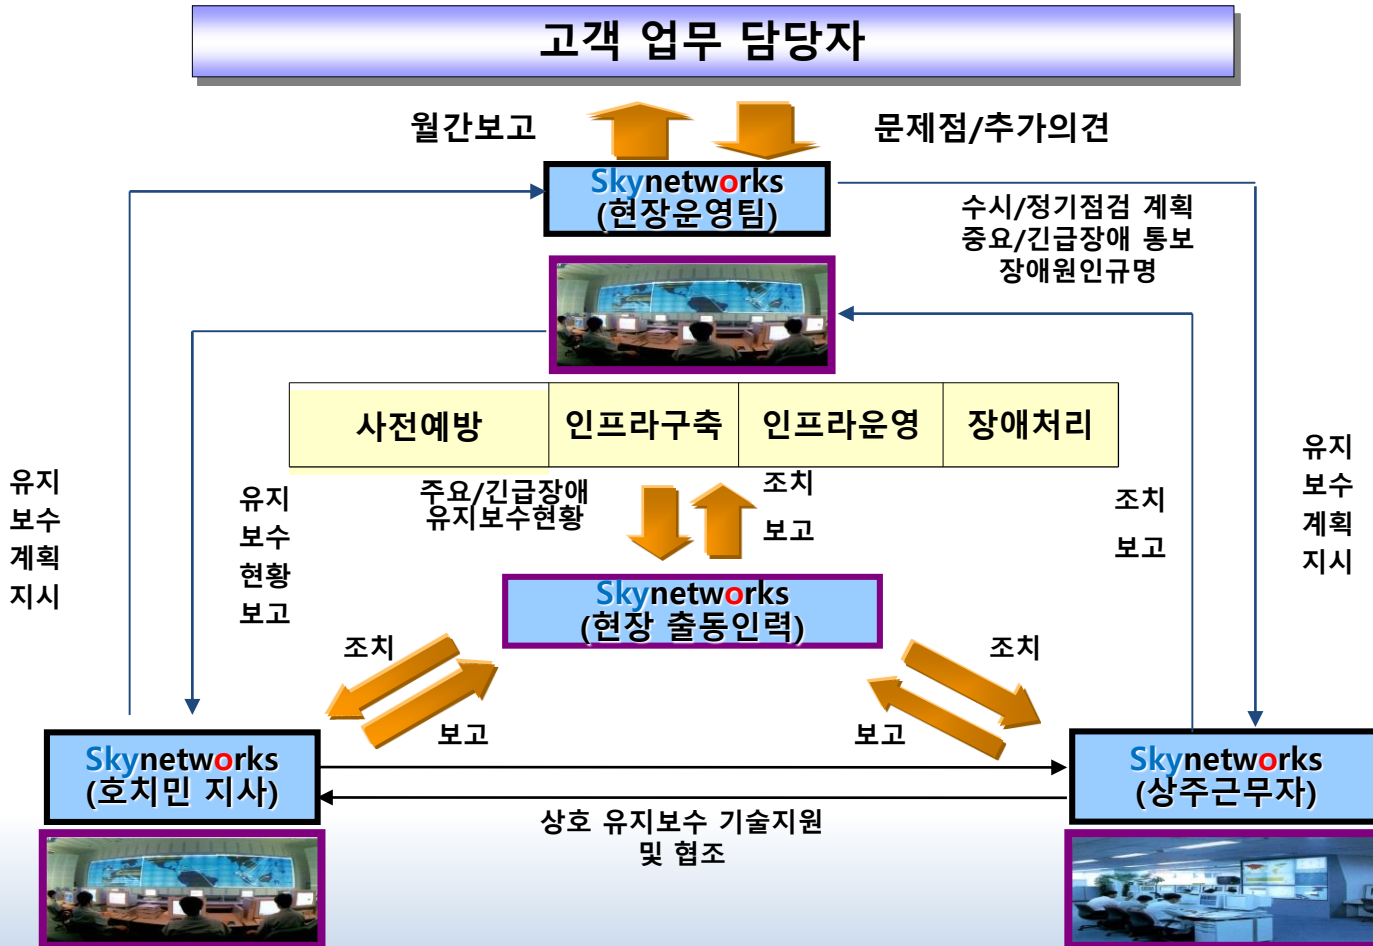 고객 업무 담당자
월간보고
문제점/추가의견
Skynetworks
(현장운영팀)
수시/정기점검 계획
중요/긴급장애 통보
장애원인규명
사전예방
인프라구축
인프라운영
장애처리
유지
보수
계획
지시
유지
보수
현황
보고
주요/긴급장애
유지보수현황
조치
보고
조치
보고
유지
보수
계획
지시
Skynetworks
(현장 출동인력)
조치
보고
조치
보고
Skynetworks
(호치민 지사)
Skynetworks
(상주근무자)
상호 유지보수 기술지원
및 협조